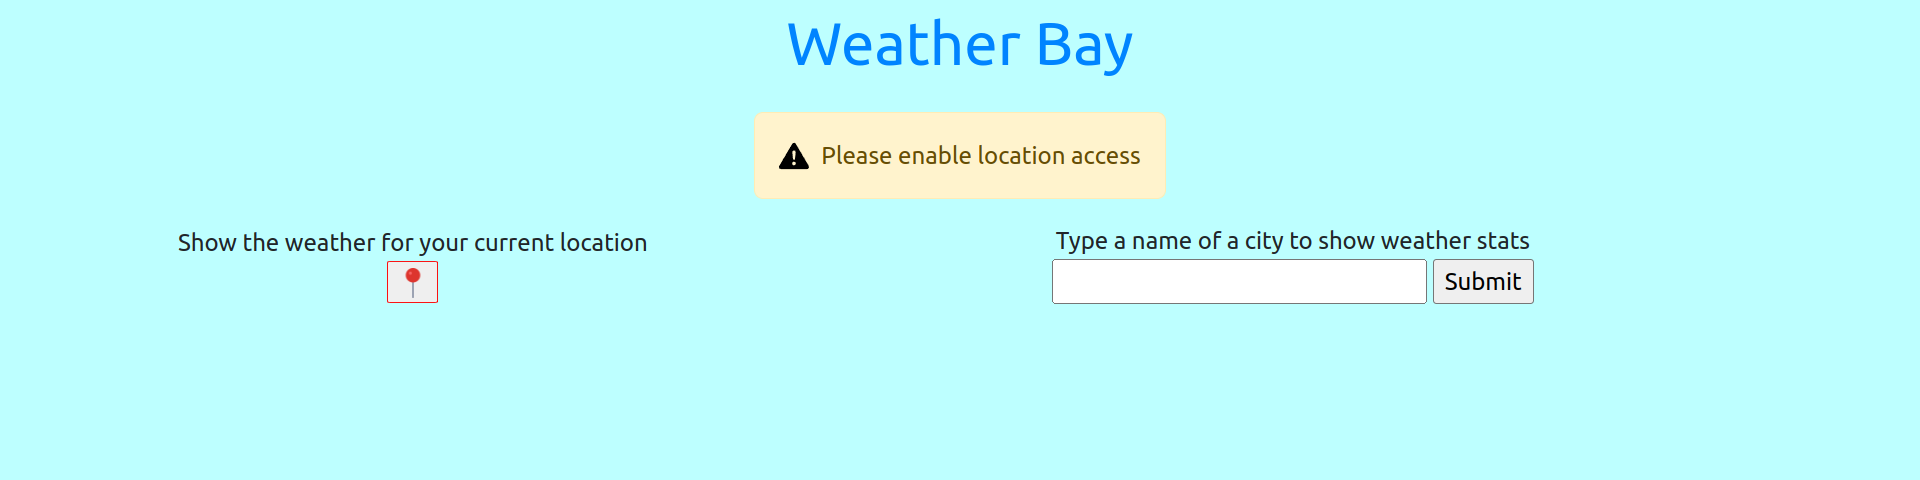 Weather Bay
Please enable location access
Show the weather for your current location
Type a name of a city to show weather stats
Submit